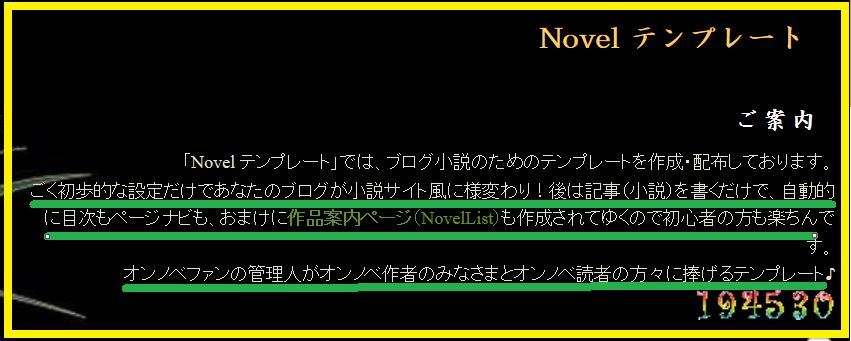 Novel テンプレート
ご案内
「Novel テンプレート」では、ブログ小説のためのテンプレートを作成・配布しております。
ごく初歩的な設定だけであなたのブログが小説サイト風に様変わり！後は記事（小説）を書くだけで、自動的
に目次もページナビも、おまけに作品案内ページ（NovelList）も作成されてゆくので初心者の方も楽ちんで
す。
オンノベファンの管理人がオンノベ作者のみなさまとオンノベ読者の方々に捧げるテンプレート♪
194530